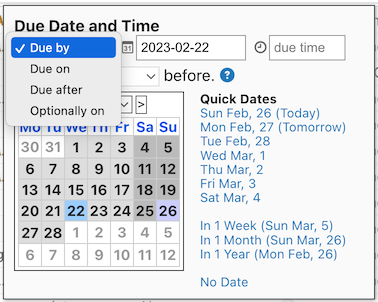 Due Date and Time
✓ Due by
Due on
Due after
Optionally on
2023-02-22
due time
before. ?
>
Mo Tu We Th Fr Sa Su
30 31 1 2 3 4 5
6 7 8 9 10 11 12
13 14 15 16 17 18 19
20 21 22 23 24 25 26
27 28 1 2 3 4 5
6 7 8 9 10 11 12
Quick Dates
Sun Feb, 26 (Today)
Mon Feb, 27 (Tomorrow)
Tue Feb, 28
Wed Mar, 1
Thu Mar, 2
Fri Mar, 3
Sat Mar, 4
In 1 Week (Sun Mar, 5)
In 1 Month (Sun Mar, 26)
In 1 Year (Mon Feb, 26)
No Date